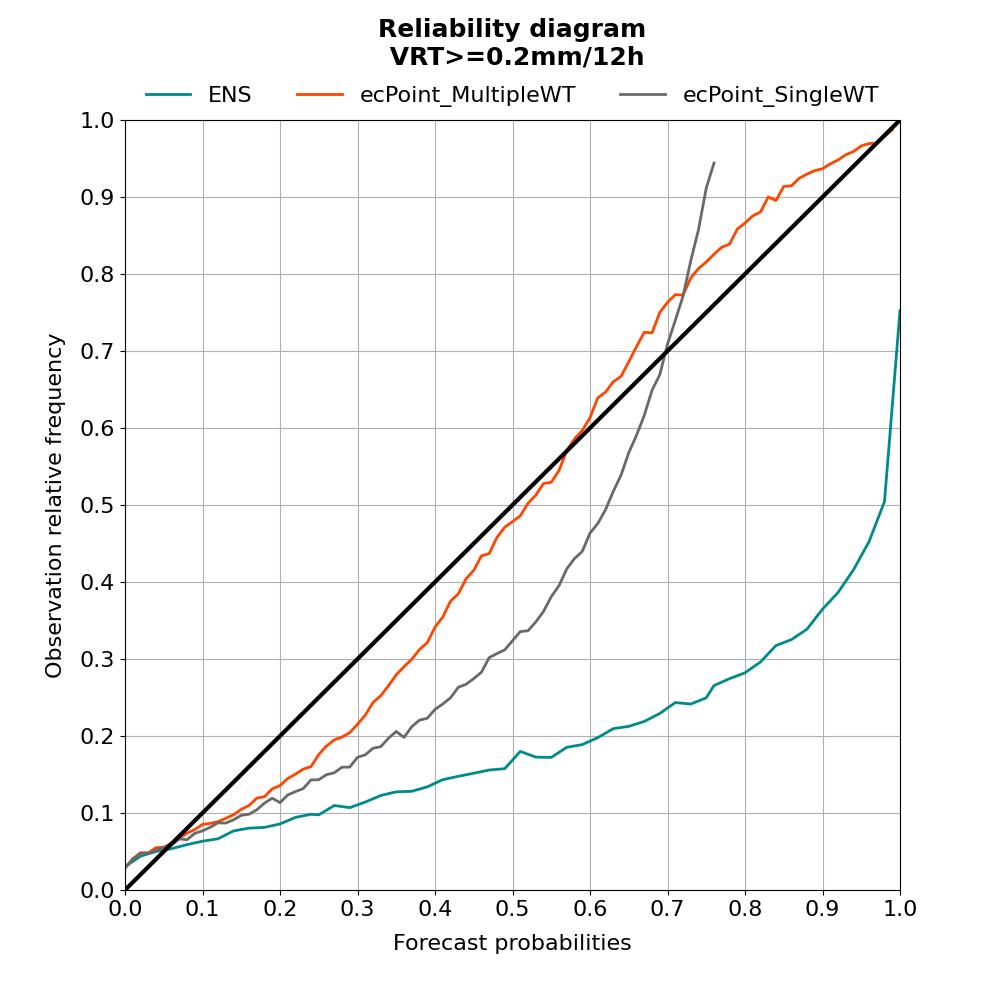 Reliability diagram
VRT>=0.2mm/12h
ENS ecPoint_MultipleWT ecPoint_SingleWT
1.0
0.9
0.8
0.7
0.6
0.5
0.4
0.3
0.2
0.1
0.0
Observation relative frequency
0.0 0.1 0.2 0.3 0.4 0.5 0.6 0.7 0.8 0.9 1.0
Forecast probabilities